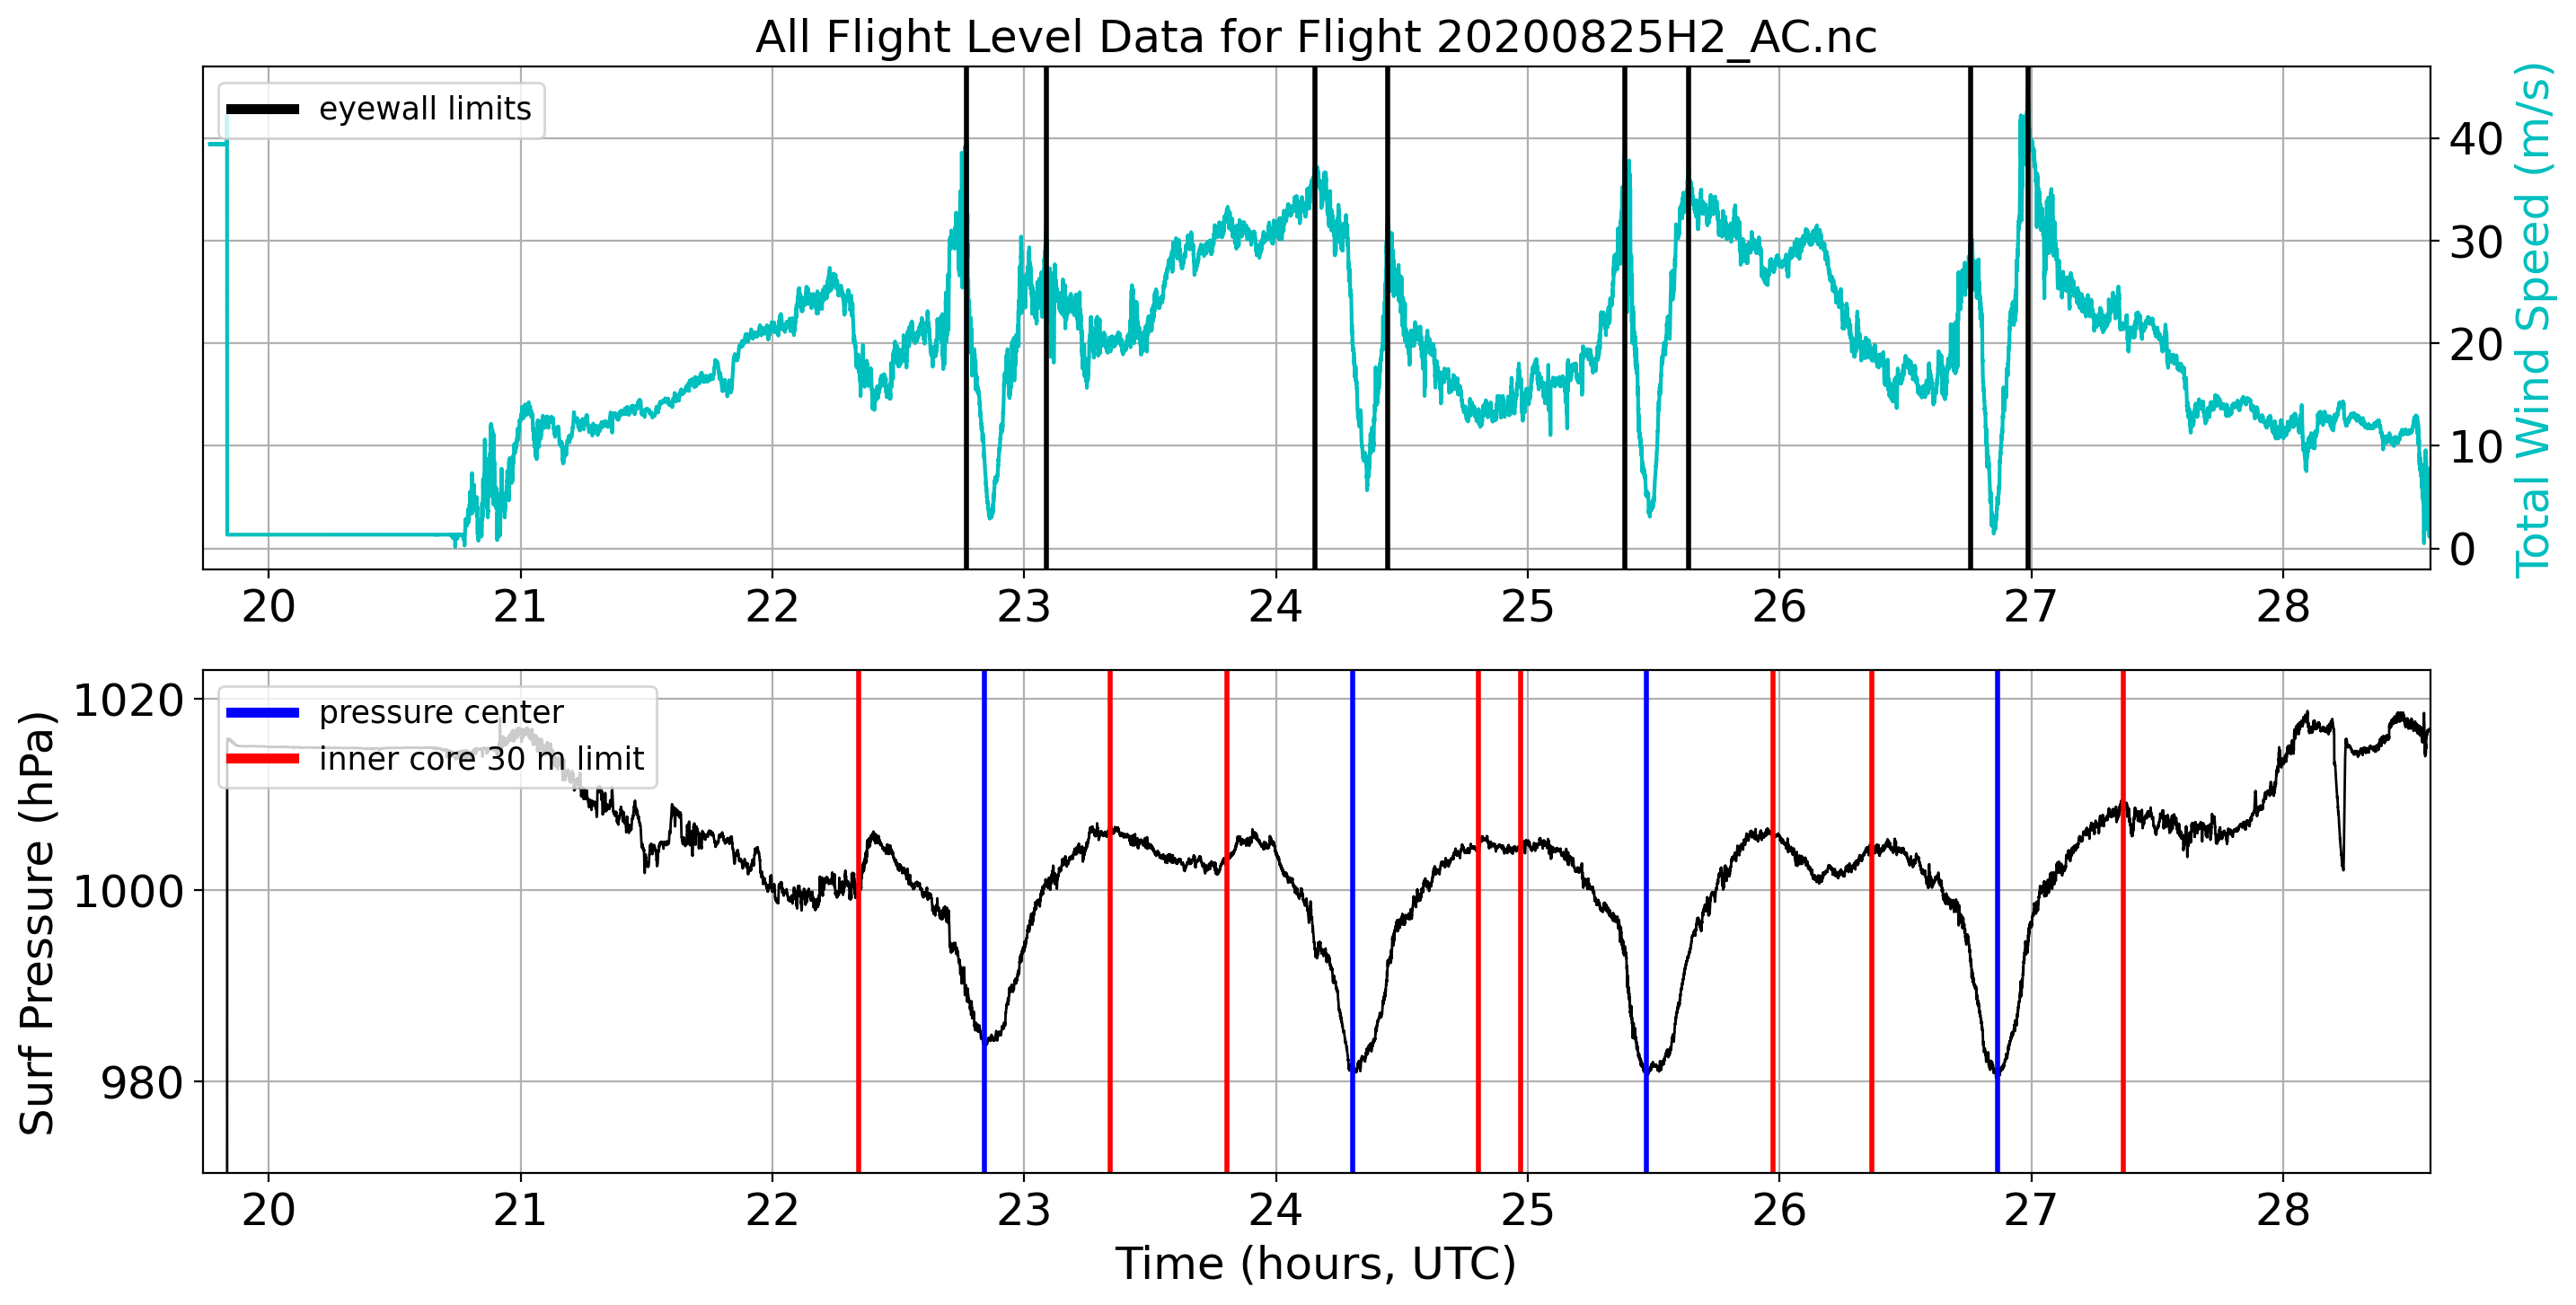 All Flight Level Data for Flight 20200825H2_AC.nc
eyewall limits
40
30
20
10
0
Total Wind Speed (m/s)
20 21 22 23 24 25 26 27 28
1020
1000
980
Surf Pressure (hPa)
pressure center
inner core 30 m limit
20 21 22 23 24 25 26 27 28
Time (hours, UTC)